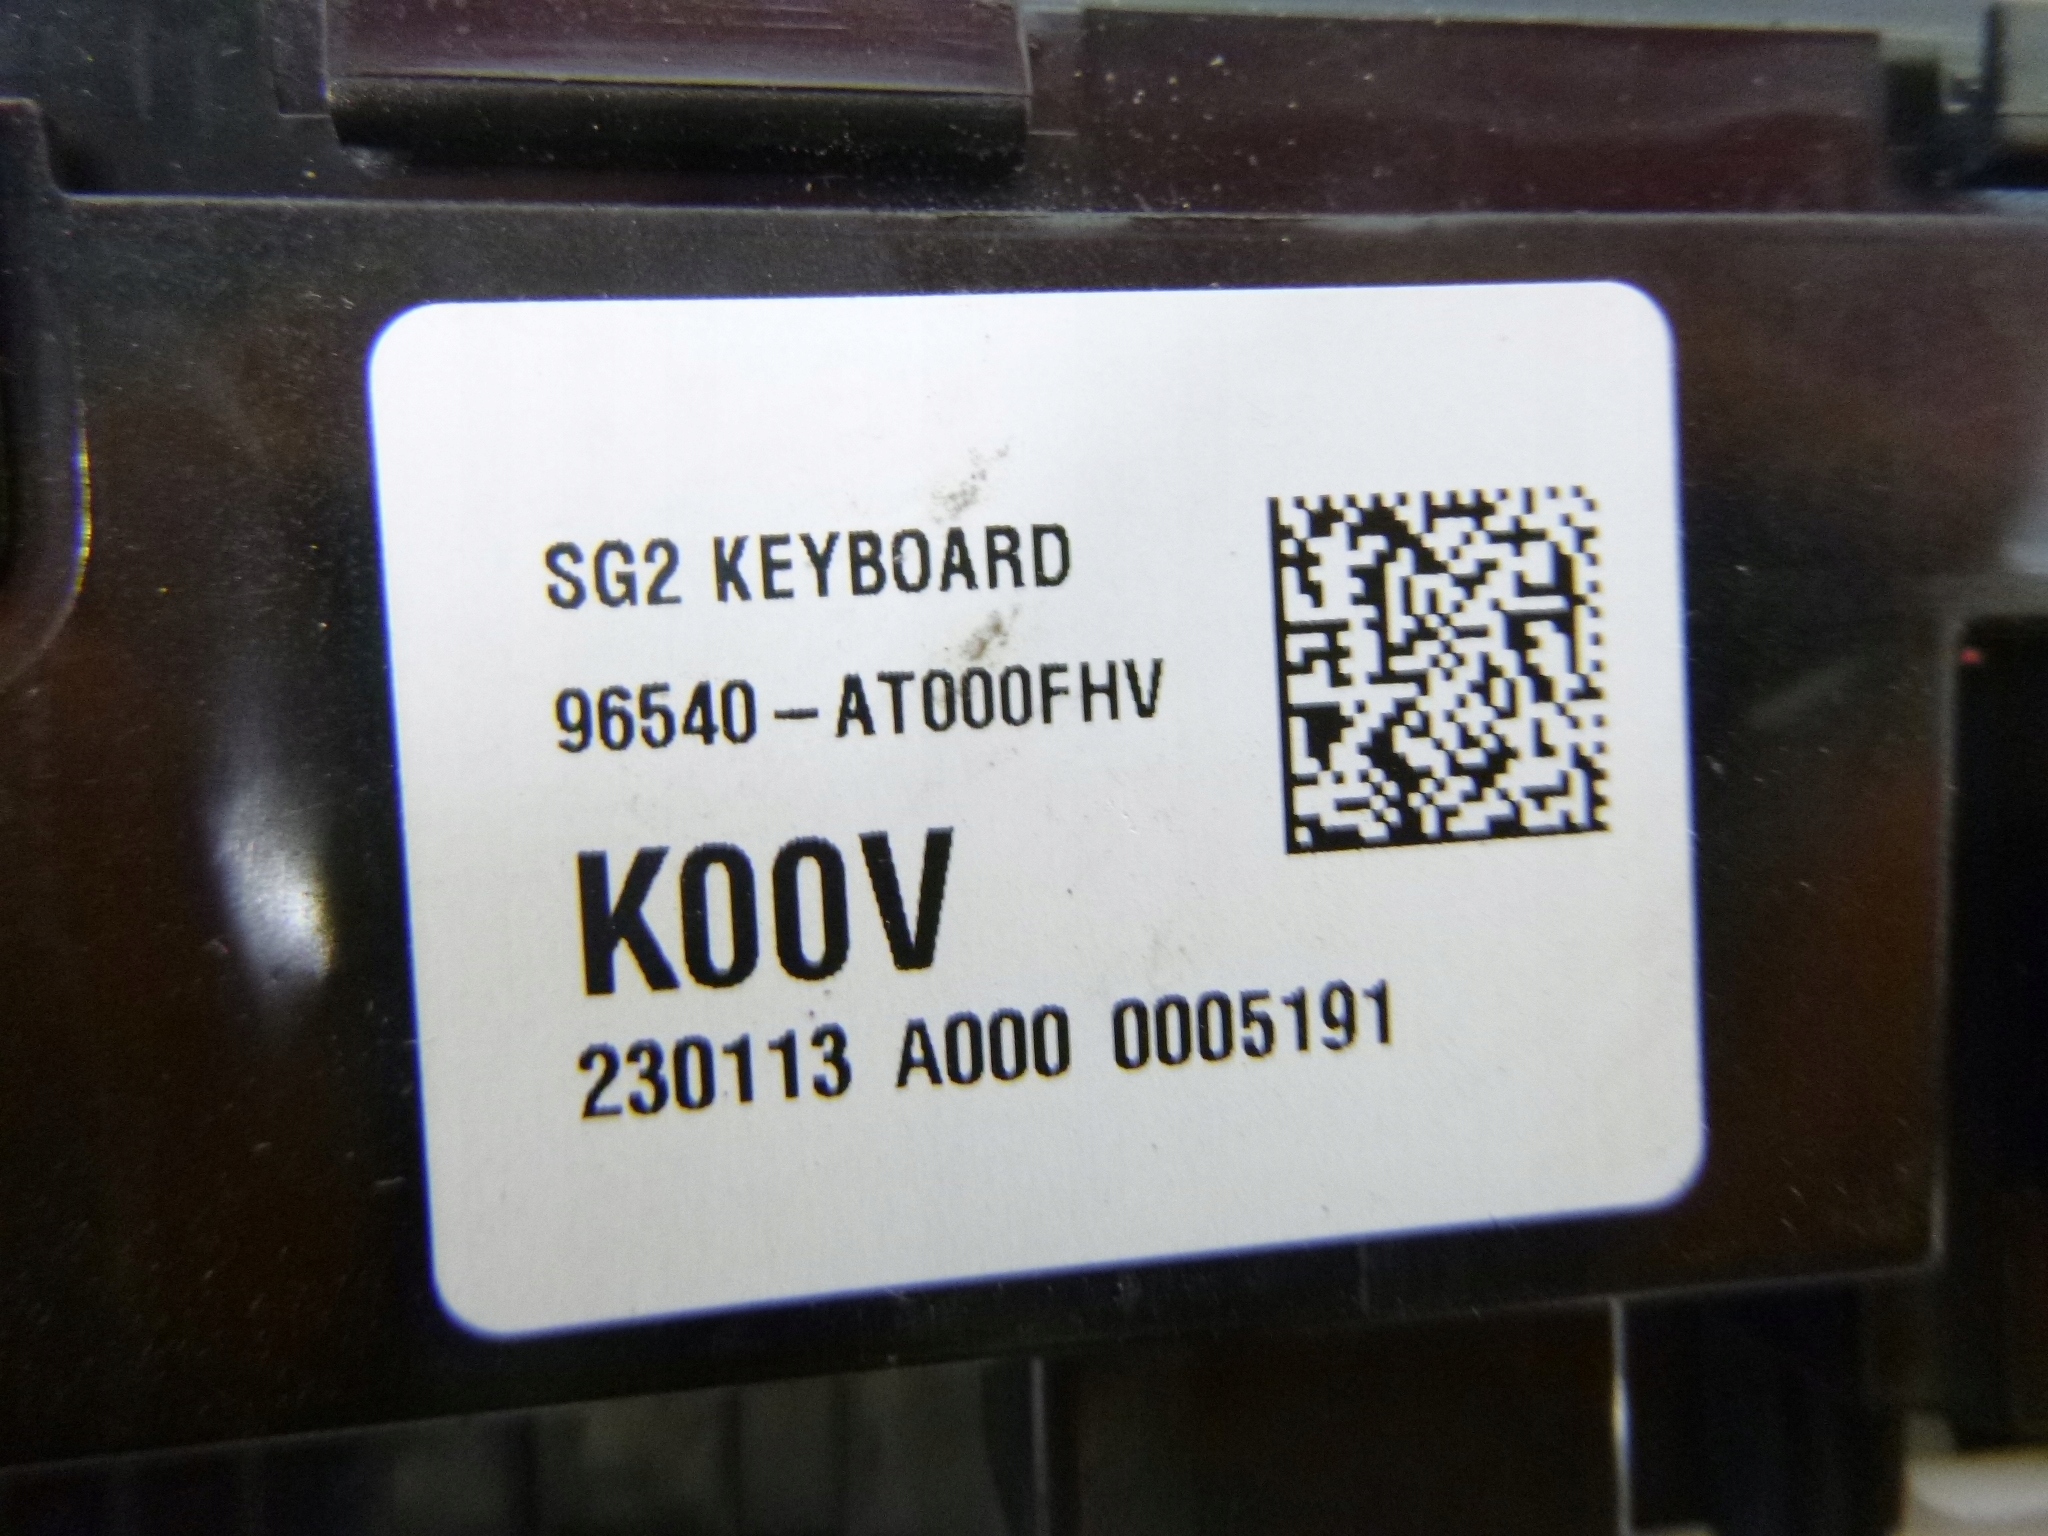 SG2 KEYBOARD
96540-AT000FHV
K00V
230113 A000 0005191